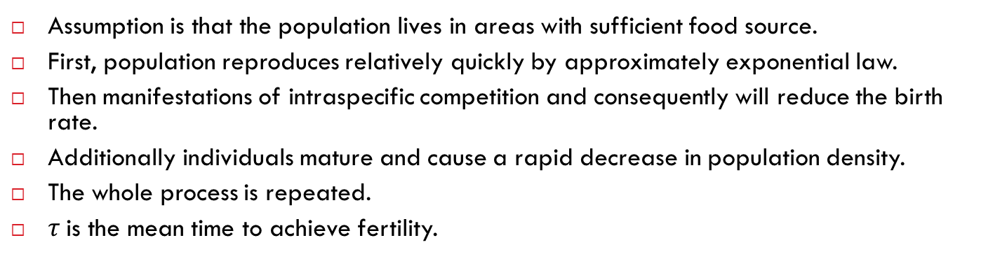 Assumption is that the population lives in areas with sufficient food source.
First, population reproduces relatively quickly by approximately exponential law.
Then manifestations of intraspecific competition and consequently will reduce the birth
rate.
Additionally individuals mature and cause a rapid decrease in population density.
The whole process is repeated.
τ is the mean time to achieve fertility.